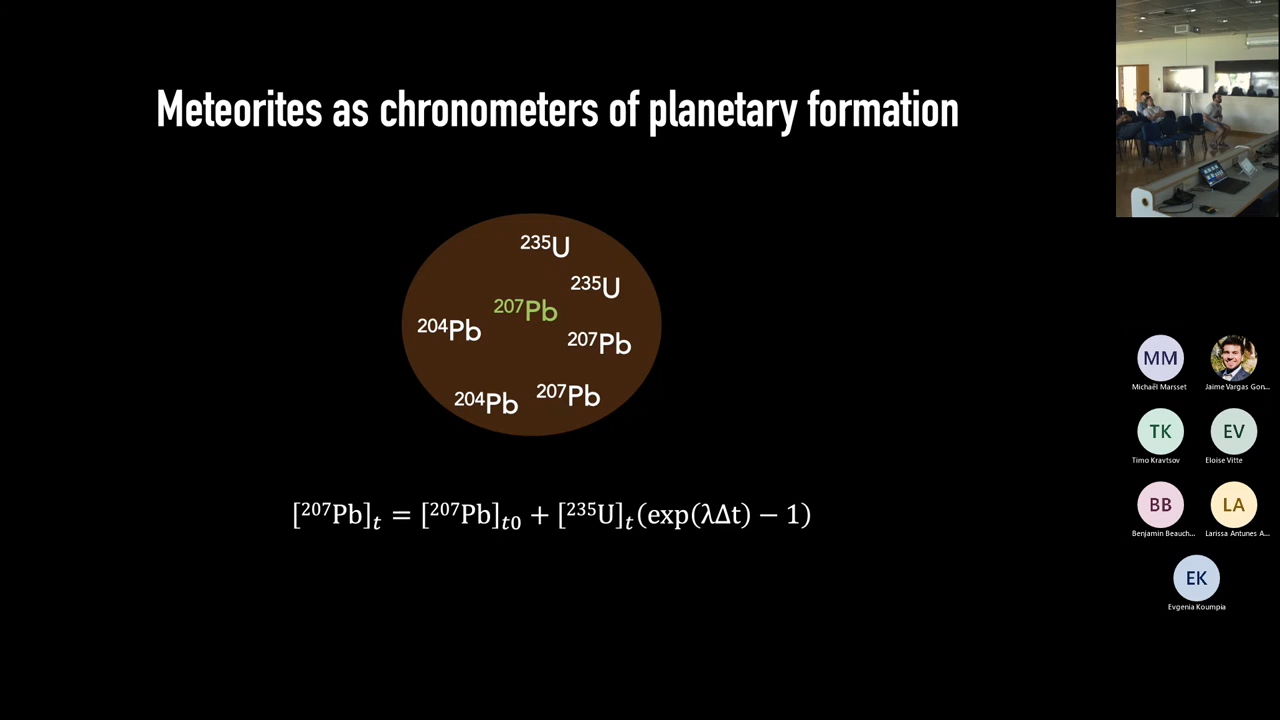 Meteorites as chronometers of planetary formation
²³⁵U
²³⁵U
²⁰⁷Pb
²⁰⁴Pb
²⁰⁷Pb
²⁰⁴Pb
²⁰⁷Pb
[²⁰⁷Pb]ₜ = [²⁰⁷Pb]ₜ₀ + [²³⁵U]ₜ(exp(λΔt) − 1)
MM
Michaël Marsset
Jaime Vargas Gon...
TK
Timo Kravtsov
EV
Eloïse Vitte
BB
Benjamin Beauch...
LA
Larissa Antunes A...
EK
Evgenia Koumpia